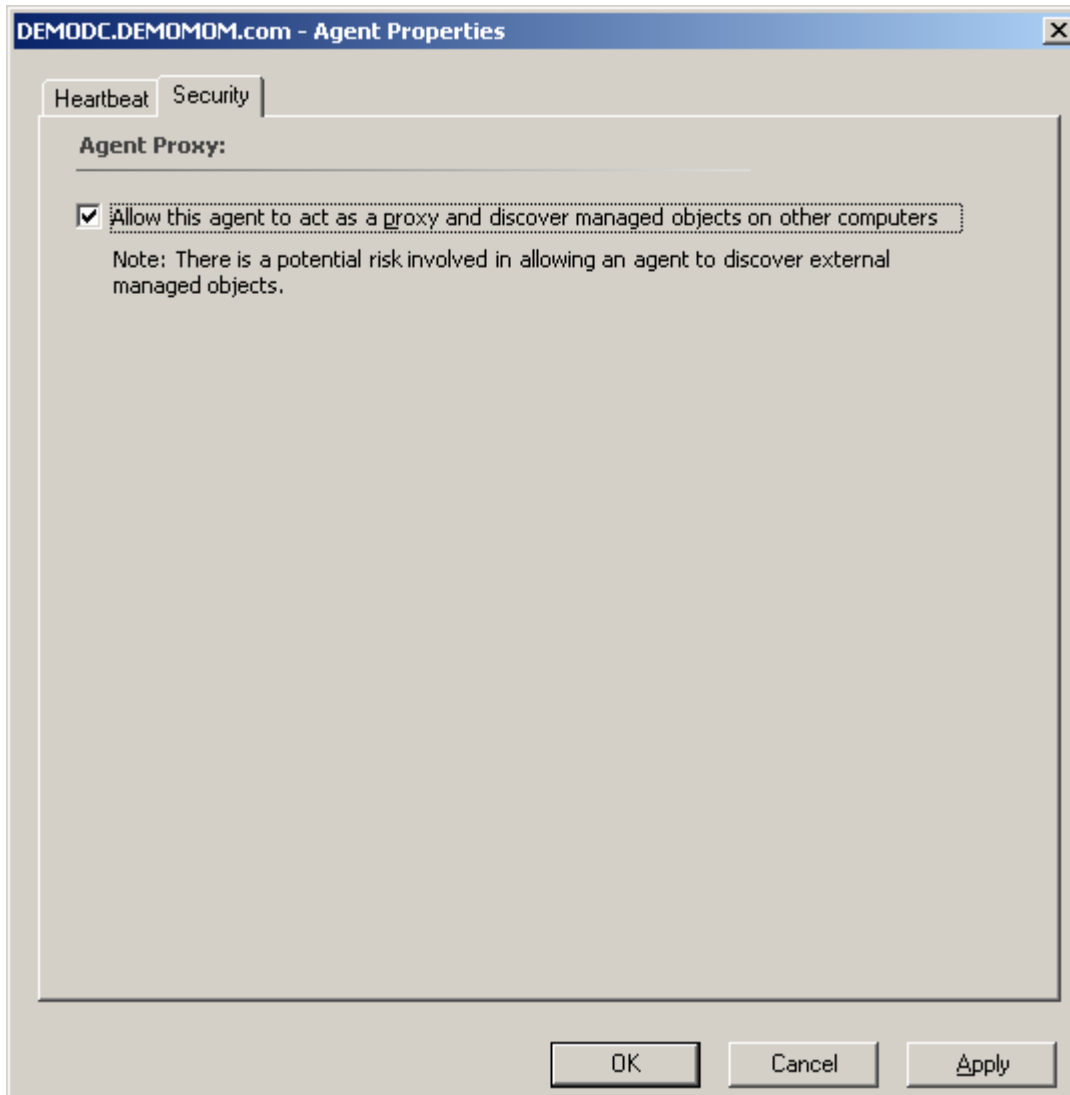 DEMODC.DEMOMOM.com - Agent Properties
Heartbeat
Security
Agent Proxy:
Allow this agent to act as a proxy and discover managed objects on other computers
Note: There is a potential risk involved in allowing an agent to discover external
managed objects.
OK
Cancel
Apply